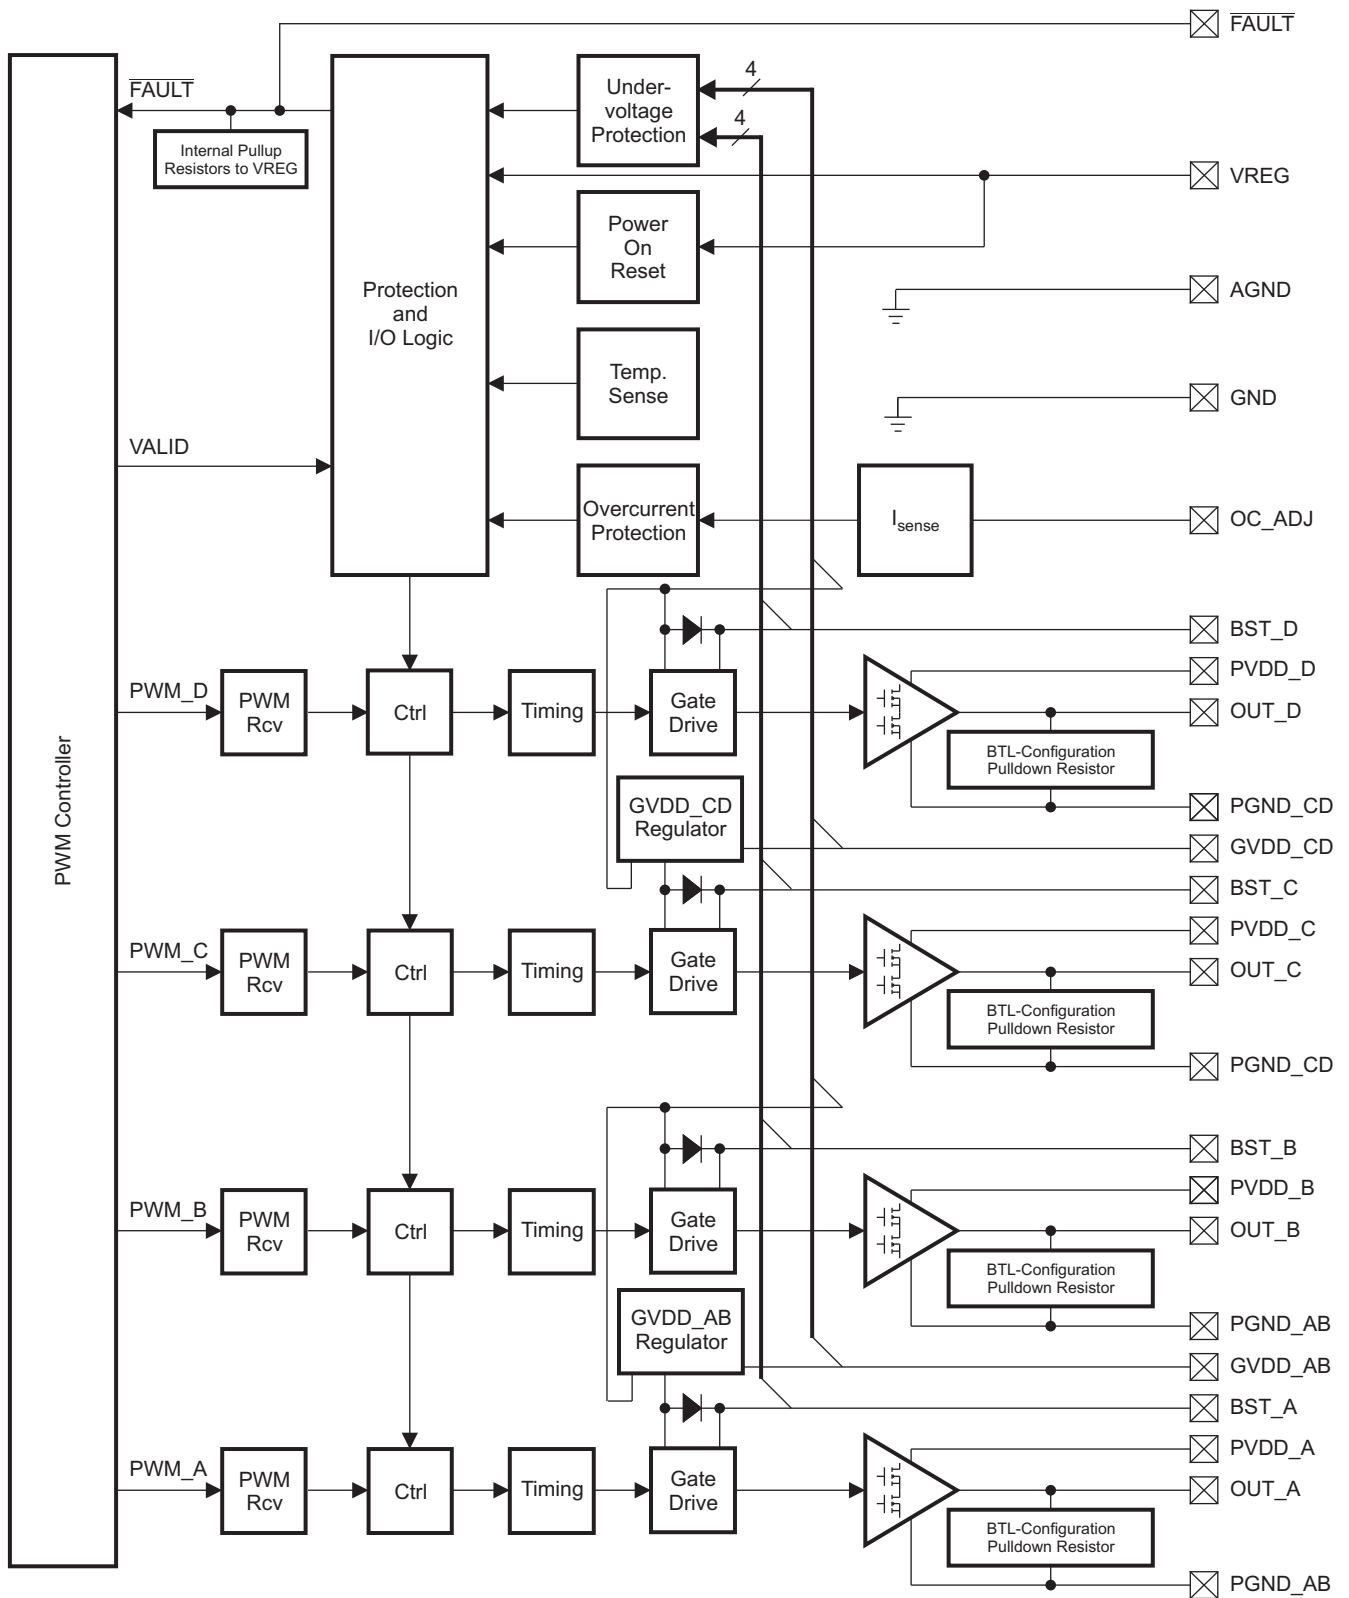 FAULT
FAULT
Internal Pullup
Resistors to VREG
Under-
voltage
Protection
4
4
VREG
Power
On
Reset
Protection
and
I/O Logic
AGND
Temp.
Sense
GND
VALID
Overcurrent
Protection
Isense
OC_ADJ
BST_D
PVDD_D
PWM_D
PWM
Rcv
Ctrl
Timing
Gate
Drive
OUT_D
BTL-Configuration
Pulldown Resistor
PWM Controller
GVDD_CD
Regulator
PGND_CD
GVDD_CD
BST_C
PVDD_C
PWM_C
PWM
Rcv
Ctrl
Timing
Gate
Drive
OUT_C
BTL-Configuration
Pulldown Resistor
PGND_CD
BST_B
PVDD_B
PWM_B
PWM
Rcv
Ctrl
Timing
Gate
Drive
OUT_B
BTL-Configuration
Pulldown Resistor
GVDD_AB
Regulator
PGND_AB
GVDD_AB
BST_A
PVDD_A
PWM_A
PWM
Rcv
Ctrl
Timing
Gate
Drive
OUT_A
BTL-Configuration
Pulldown Resistor
PGND_AB